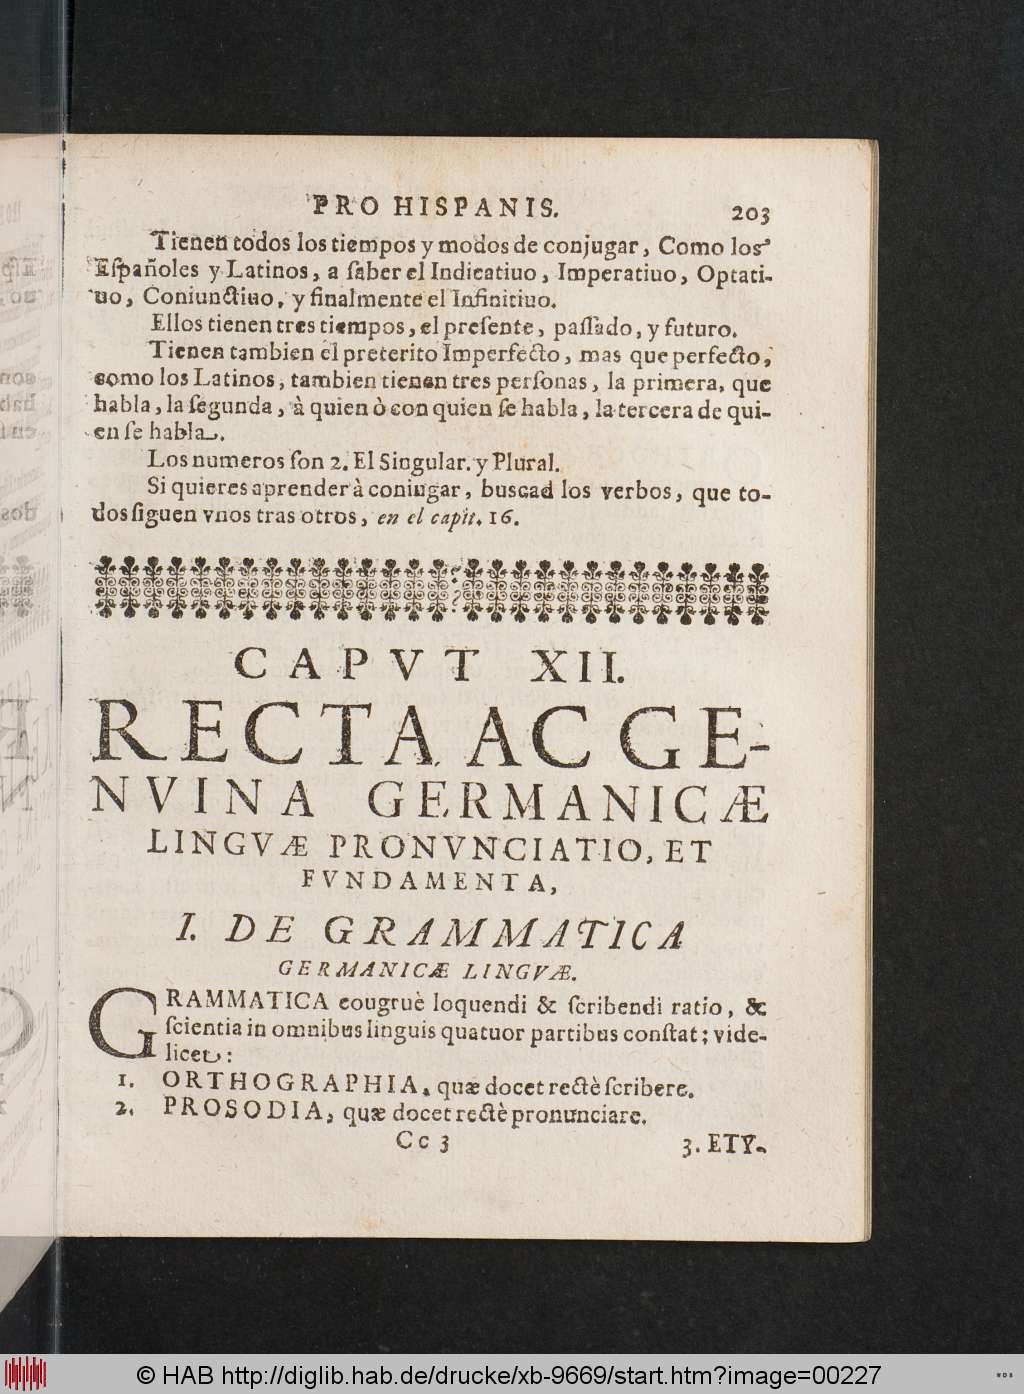 PRO HISPANIS. 203
Tienen todos los tiempos y modos de conjugar, Como los
Eſpañoles y Latinos, a ſaber el Indicatiuo, Imperatiuo, Optati-
uo, Coniunctiuo, y finalmente el Infinitiuo.
Ellos tienen tres tiempos, el preſente, paſſado, y futuro.
Tienen tambien el preterito Imperfecto, mas que perfecto,
como los Latinos, tambien tienen tres perſonas, la primera, que
habla, la ſegunda, à quien ò con quien ſe habla, la tercera de qui-
en ſe habla.
Los numeros ſon 2. El Singular. y Plural.
Si quieres aprender à coniugar, buscad los verbos, que to-
dos ſiguen vnos tras otros, en el capit. 16.
CAPVT XII.
RECTA AC GE-
NVINA GERMANICÆ
LINGVÆ PRONVNCIATIO, ET
FVNDAMENTA,
I. DE GRAMMATICA
GERMANICÆ LINGVÆ.
GRAMMATICA cougruè loquendi & ſcribendi ratio, &
ſcientia in omnibus linguis quatuor partibus conſtat; vide-
licet:
1. ORTHOGRAPHIA, quæ docet rectè ſcribere.
2. PROSODIA, quæ docet rectè pronunciare.
Cc 3 3. ETY-
© HAB http://diglib.hab.de/drucke/xb-9669/start.htm?image=00227